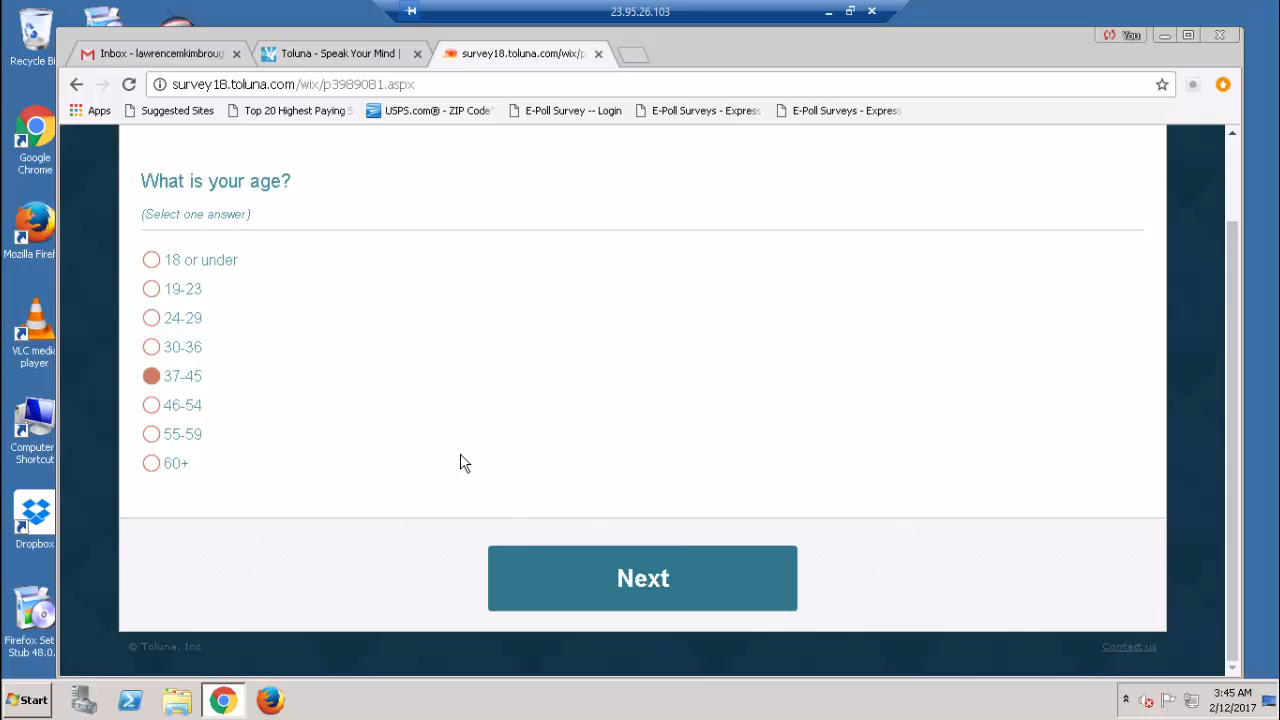 23.95.26.103
Recycle Bi
Inbox - lawrencemkimbroug
Toluna - Speak Your Mind |
survey18.toluna.com/wix/p
You
survey18.toluna.com/wix/p3989081.aspx
Apps
Suggested Sites
Top 20 Highest Paying S
USPS.com® - ZIP Code™
E-Poll Survey -- Login
E-Poll Surveys - Express
E-Poll Surveys - Express
Google
Chrome
Mozilla Firef
VLC media
player
Computer
Shortcut
Dropbox
Firefox Set
Stub 48.0.
What is your age?
(Select one answer.)
18 or under
19-23
24-29
30-36
37-45
46-54
55-59
60+
Next
© Toluna, Inc.
Contact us
Start
3:45 AM
2/12/2017